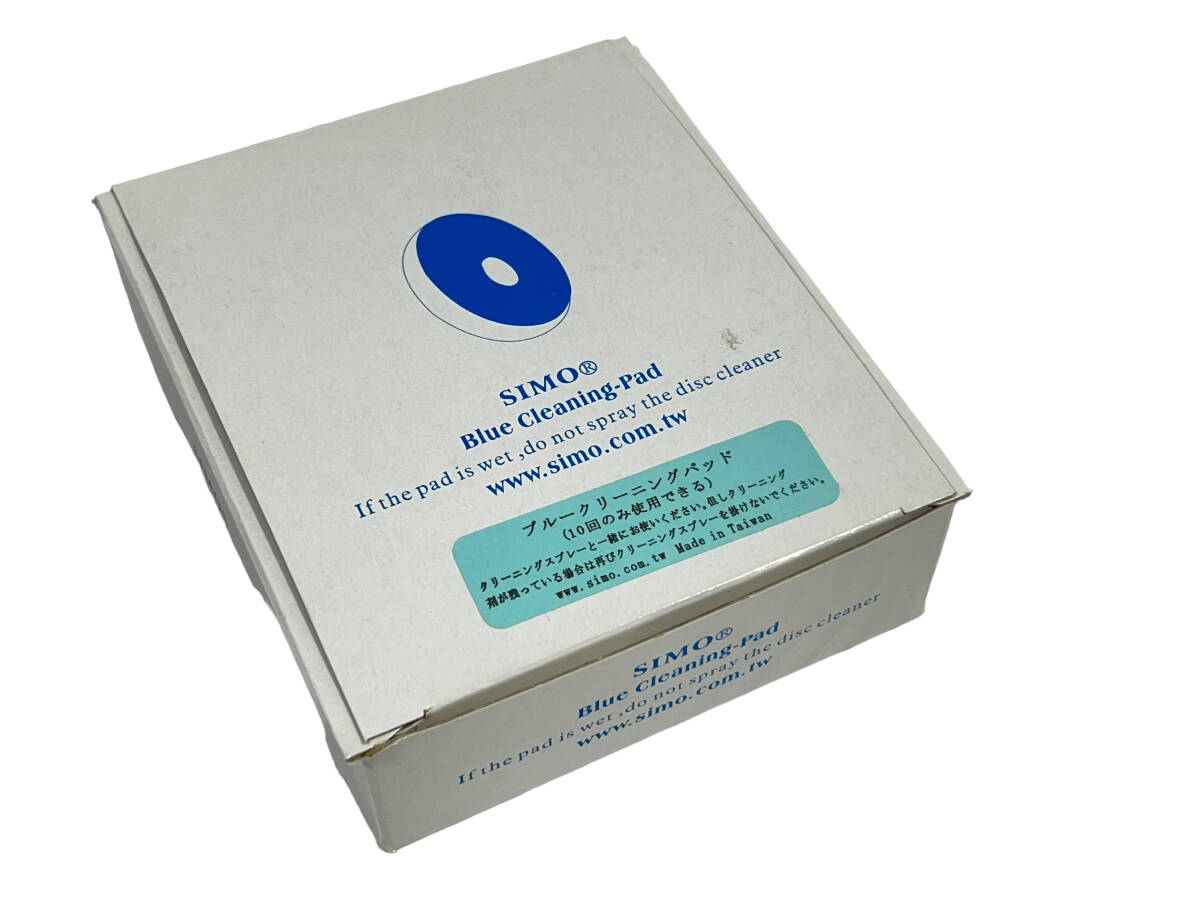 SIMO®
Blue Cleaning-Pad
If the pad is wet ,do not spray the disc cleaner
www.simo.com.tw
ブルークリーニングパッド
(10回のみ使用できる)
クリーニングスプレーと一緒にお使いください。但しクリーニング
剤が残っている場合は再びクリーニングスプレーを掛けないでください。
www.simo.com.tw Made in Taiwan
SIMO®
Blue Cleaning-Pad
If the pad is wet ,do not spray the disc cleaner
www.simo.com.tw